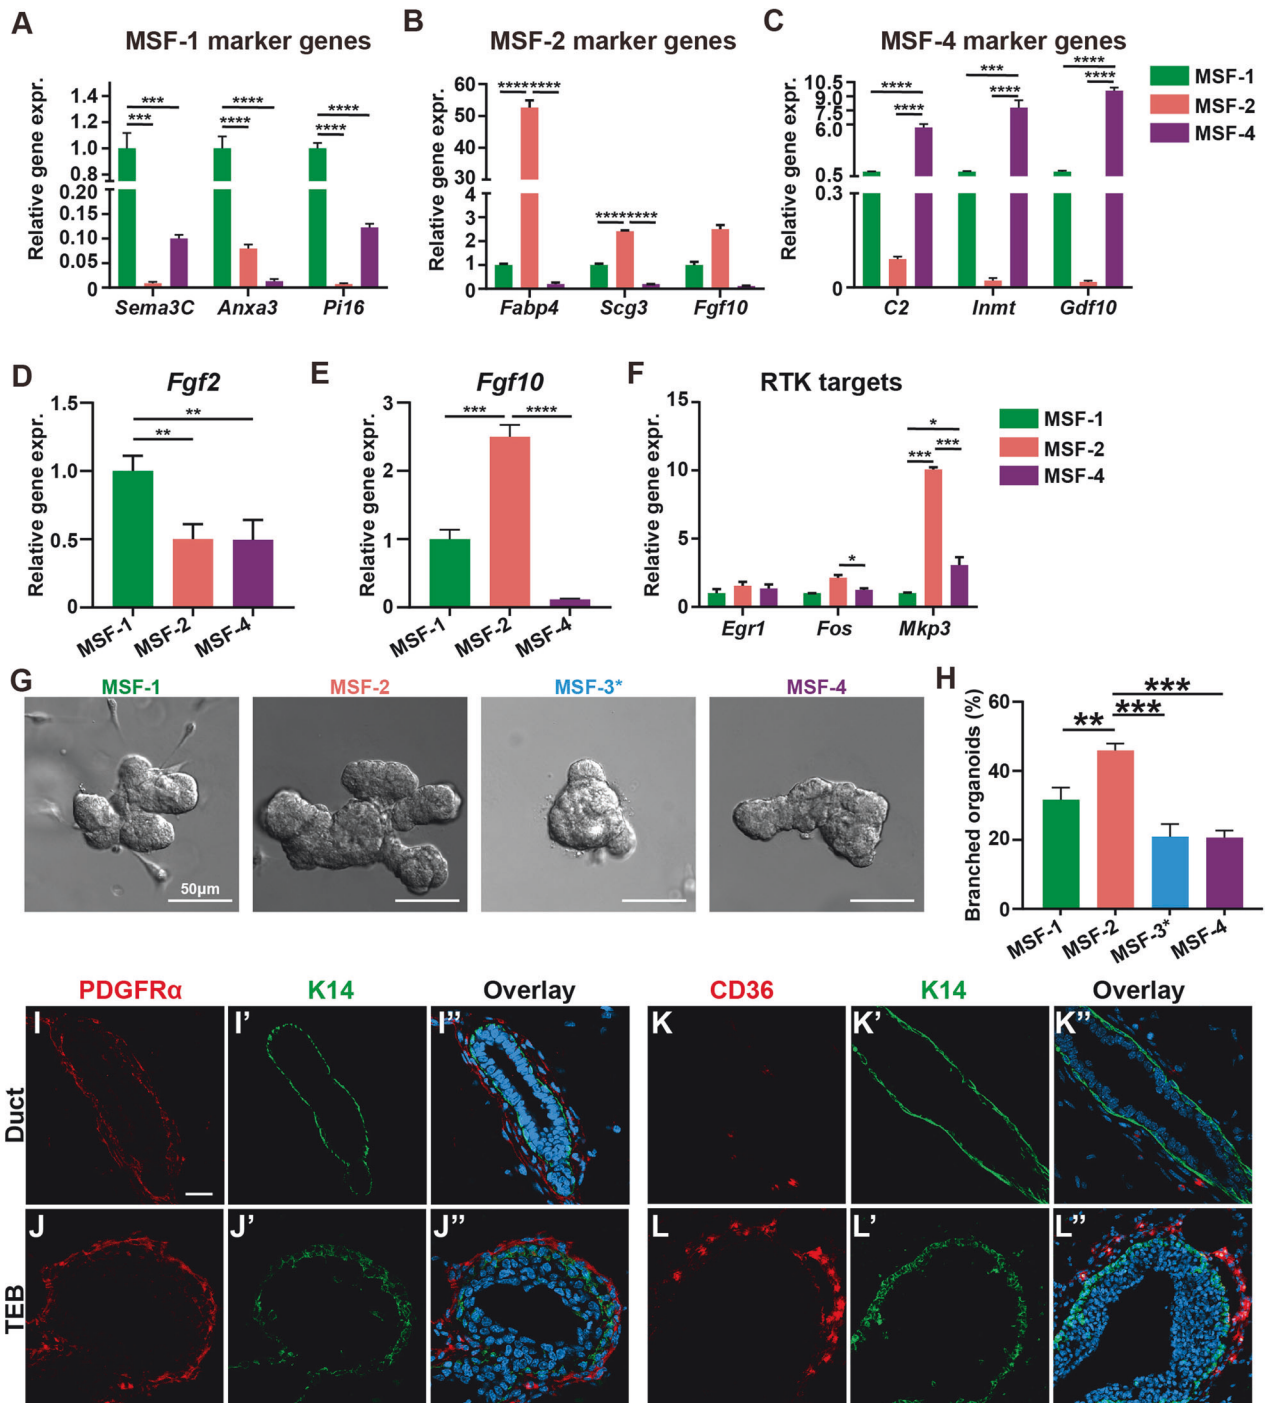 A
MSF-1 marker genes
Relative gene expr.
1.4
1.2
1.0
0.8
0.20
0.15
0.10
0.05
0
***
***
****
****
****
****
Sema3C Anxa3 Pi16
B
MSF-2 marker genes
Relative gene expr.
60
50
40
30
4
3
2
1
0
********
********
Fabp4 Scg3 Fgf10
C
MSF-4 marker genes
Relative gene expr.
10.5
9.0
7.5
6.0
0.5
0.3
0
****
****
***
****
****
****
C2 Inmt Gdf10
MSF-1
MSF-2
MSF-4
D
Fgf2
Relative gene expr.
1.5
1.0
0.5
0
**
**
MSF-1 MSF-2 MSF-4
E
Fgf10
Relative gene expr.
3
2
1
0
*** ****
MSF-1 MSF-2 MSF-4
F
RTK targets
Relative gene expr.
15
10
5
0
*
*
***
***
Egr1 Fos Mkp3
MSF-1
MSF-2
MSF-4
G
MSF-1 MSF-2 MSF-3* MSF-4
50μm
H
Branched organoids (%)
60
40
20
0
***
** ***
MSF-1 MSF-2 MSF-3* MSF-4
PDGFRα K14 Overlay CD36 K14 Overlay
Duct
I I’ I” K K’ K”
TEB
J J’ J” L L’ L”